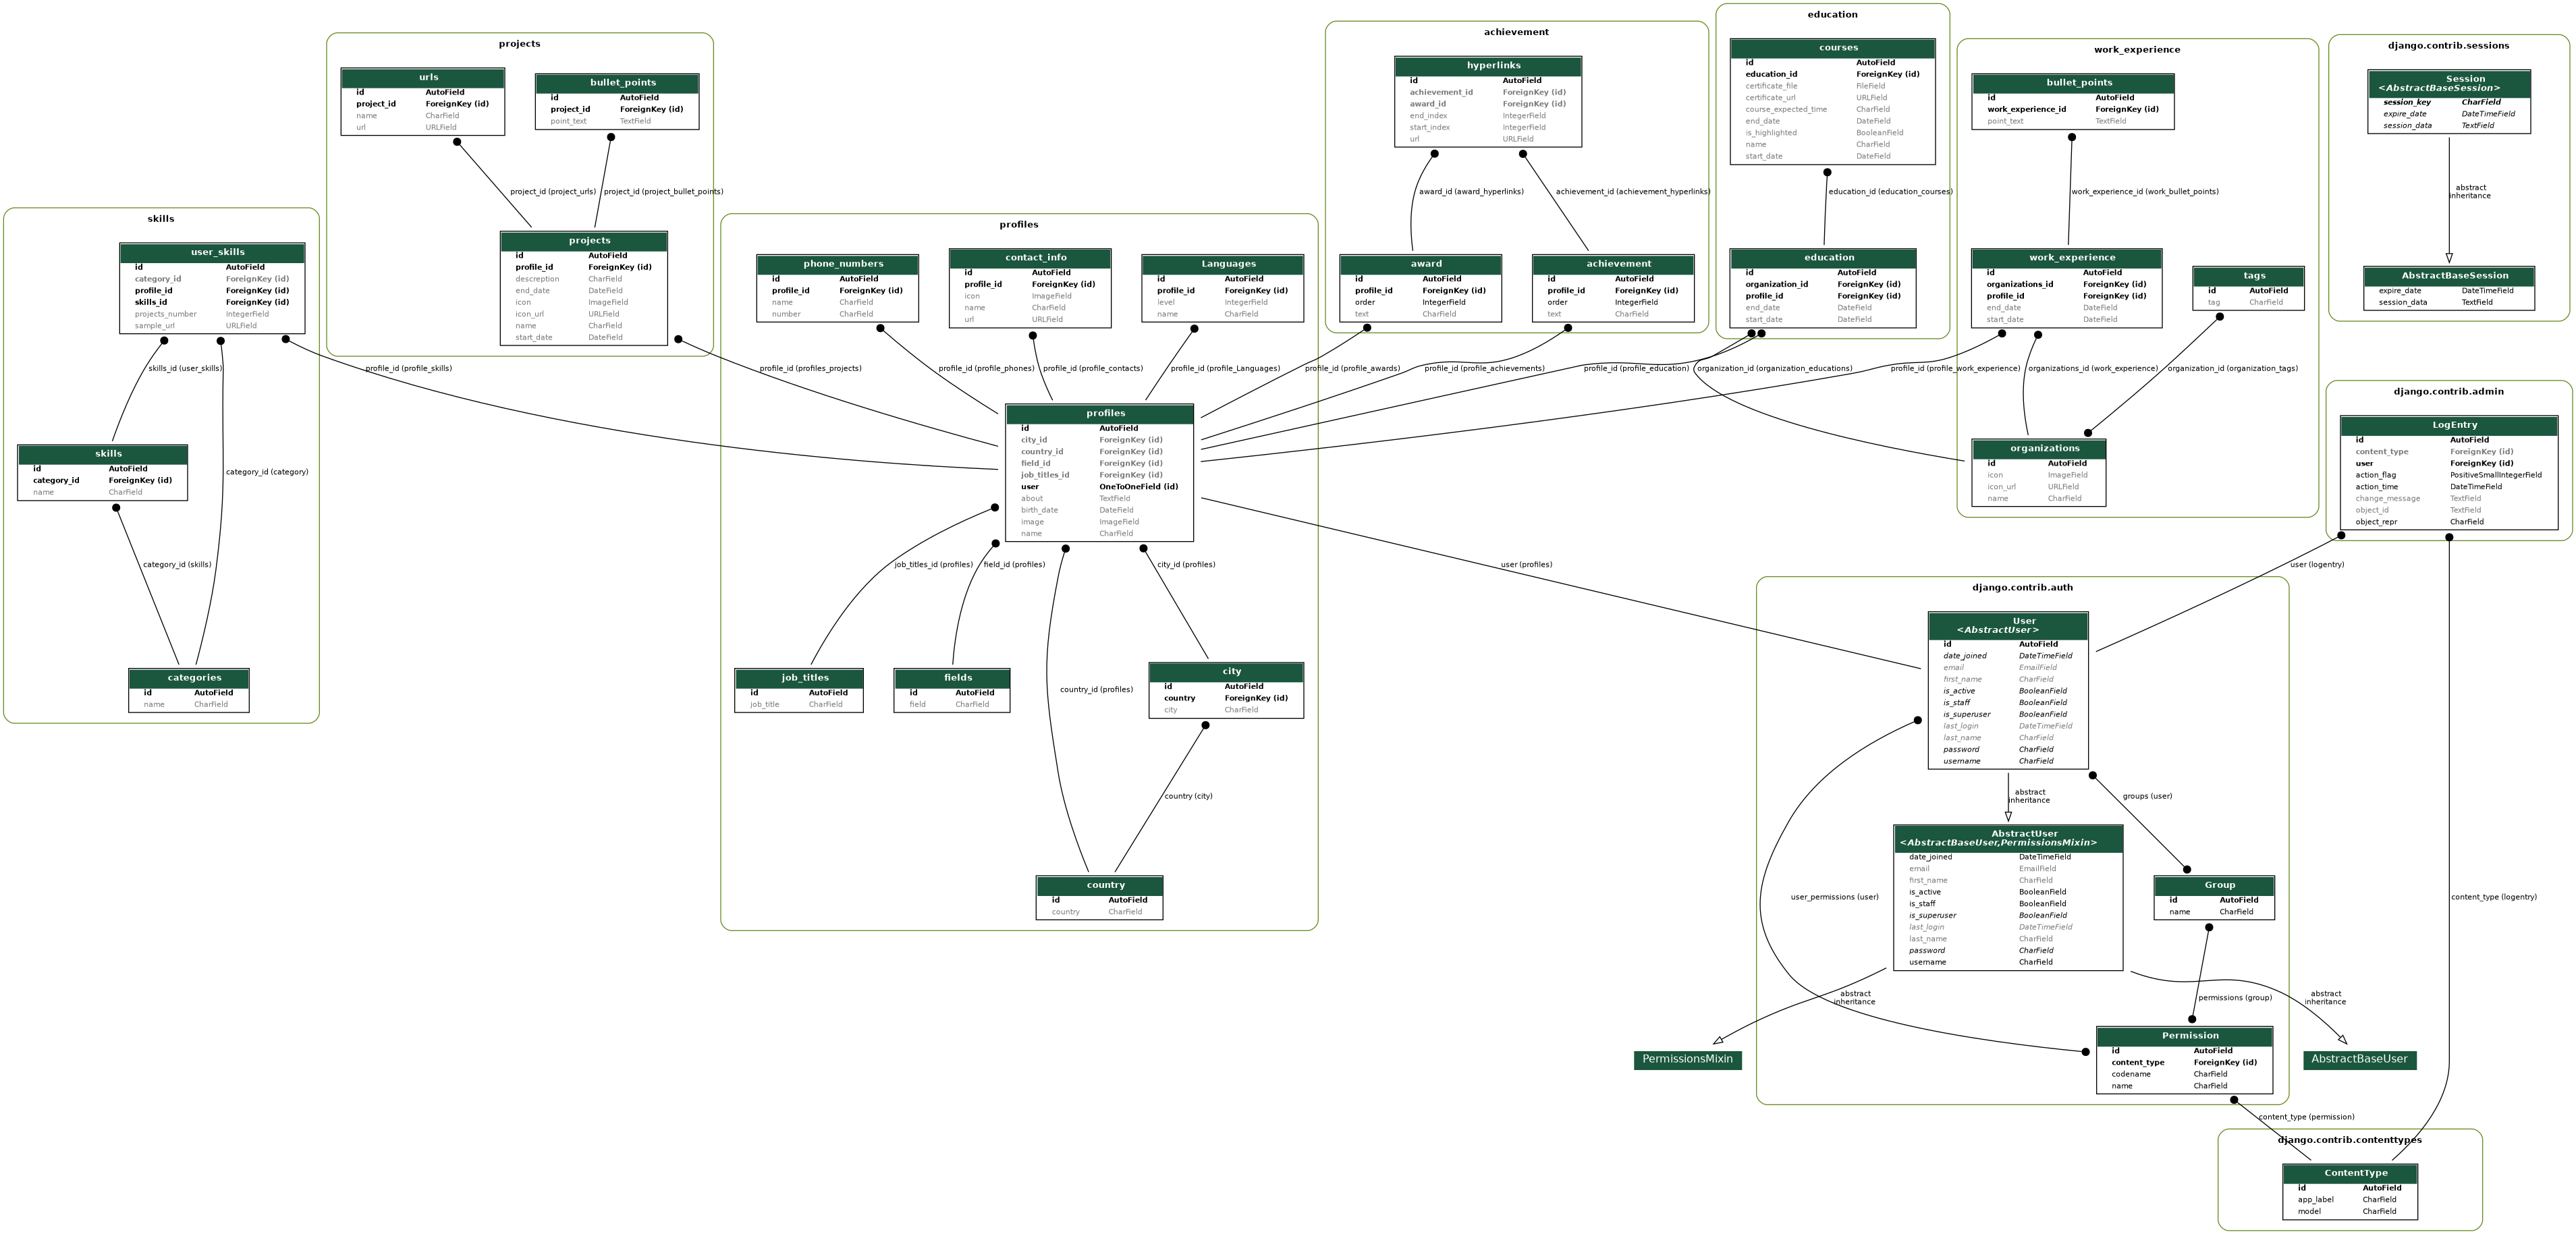 projects
urls
id AutoField
project_id ForeignKey (id)
name CharField
url URLField
bullet_points
id AutoField
project_id ForeignKey (id)
point_text TextField
project_id (project_urls)
project_id (project_bullet_points)
projects
id AutoField
profile_id ForeignKey (id)
descreption CharField
end_date DateField
icon ImageField
icon_url URLField
name CharField
start_date DateField
skills
user_skills
id AutoField
category_id ForeignKey (id)
profile_id ForeignKey (id)
skills_id ForeignKey (id)
projects_number IntegerField
sample_url URLField
skills_id (user_skills)
profile_id (profile_skills)
skills
id AutoField
category_id ForeignKey (id)
name CharField
category_id (category)
category_id (skills)
categories
id AutoField
name CharField
profiles
phone_numbers
id AutoField
profile_id ForeignKey (id)
name CharField
number CharField
contact_info
id AutoField
profile_id ForeignKey (id)
icon ImageField
name CharField
url URLField
Languages
id AutoField
profile_id ForeignKey (id)
level IntegerField
name CharField
profile_id (profiles_projects)
profile_id (profile_phones)
profile_id (profile_contacts)
profile_id (profile_Languages)
profiles
id AutoField
city_id ForeignKey (id)
country_id ForeignKey (id)
field_id ForeignKey (id)
job_titles_id ForeignKey (id)
user OneToOneField (id)
about TextField
birth_date DateField
image ImageField
name CharField
job_titles_id (profiles)
field_id (profiles)
city_id (profiles)
job_titles
id AutoField
job_title CharField
fields
id AutoField
field CharField
country_id (profiles)
city
id AutoField
country ForeignKey (id)
city CharField
country (city)
country
id AutoField
country CharField
achievement
hyperlinks
id AutoField
achievement_id ForeignKey (id)
award_id ForeignKey (id)
end_index IntegerField
start_index IntegerField
url URLField
award_id (award_hyperlinks)
achievement_id (achievement_hyperlinks)
award
id AutoField
profile_id ForeignKey (id)
order IntegerField
text CharField
achievement
id AutoField
profile_id ForeignKey (id)
order IntegerField
text CharField
profile_id (profile_awards)
profile_id (profile_achievements)
education
courses
id AutoField
education_id ForeignKey (id)
certificate_file FileField
certificate_url URLField
course_expected_time CharField
end_date DateField
is_highlighted BooleanField
name CharField
start_date DateField
education_id (education_courses)
education
id AutoField
organization_id ForeignKey (id)
profile_id ForeignKey (id)
end_date DateField
start_date DateField
profile_id (profile_education)
organization_id (organization_educations)
work_experience
bullet_points
id AutoField
work_experience_id ForeignKey (id)
point_text TextField
work_experience_id (work_bullet_points)
work_experience
id AutoField
organizations_id ForeignKey (id)
profile_id ForeignKey (id)
end_date DateField
start_date DateField
tags
id AutoField
tag CharField
profile_id (profile_work_experience)
organizations_id (work_experience)
organization_id (organization_tags)
organizations
id AutoField
icon ImageField
icon_url URLField
name CharField
django.contrib.sessions
Session
<AbstractBaseSession>
session_key CharField
expire_date DateTimeField
session_data TextField
abstract
inheritance
AbstractBaseSession
expire_date DateTimeField
session_data TextField
django.contrib.admin
LogEntry
id AutoField
content_type ForeignKey (id)
user ForeignKey (id)
action_flag PositiveSmallIntegerField
action_time DateTimeField
change_message TextField
object_id TextField
object_repr CharField
user (profiles)
user (logentry)
django.contrib.auth
User
<AbstractUser>
id AutoField
date_joined DateTimeField
email EmailField
first_name CharField
is_active BooleanField
is_staff BooleanField
is_superuser BooleanField
last_login DateTimeField
last_name CharField
password CharField
username CharField
abstract
inheritance
groups (user)
AbstractUser
<AbstractBaseUser,PermissionsMixin>
date_joined DateTimeField
email EmailField
first_name CharField
is_active BooleanField
is_staff BooleanField
is_superuser BooleanField
last_login DateTimeField
last_name CharField
password CharField
username CharField
user_permissions (user)
Group
id AutoField
name CharField
content_type (logentry)
abstract
inheritance
permissions (group)
abstract
inheritance
PermissionsMixin
Permission
id AutoField
content_type ForeignKey (id)
codename CharField
name CharField
AbstractBaseUser
content_type (permission)
django.contrib.contenttypes
ContentType
id AutoField
app_label CharField
model CharField